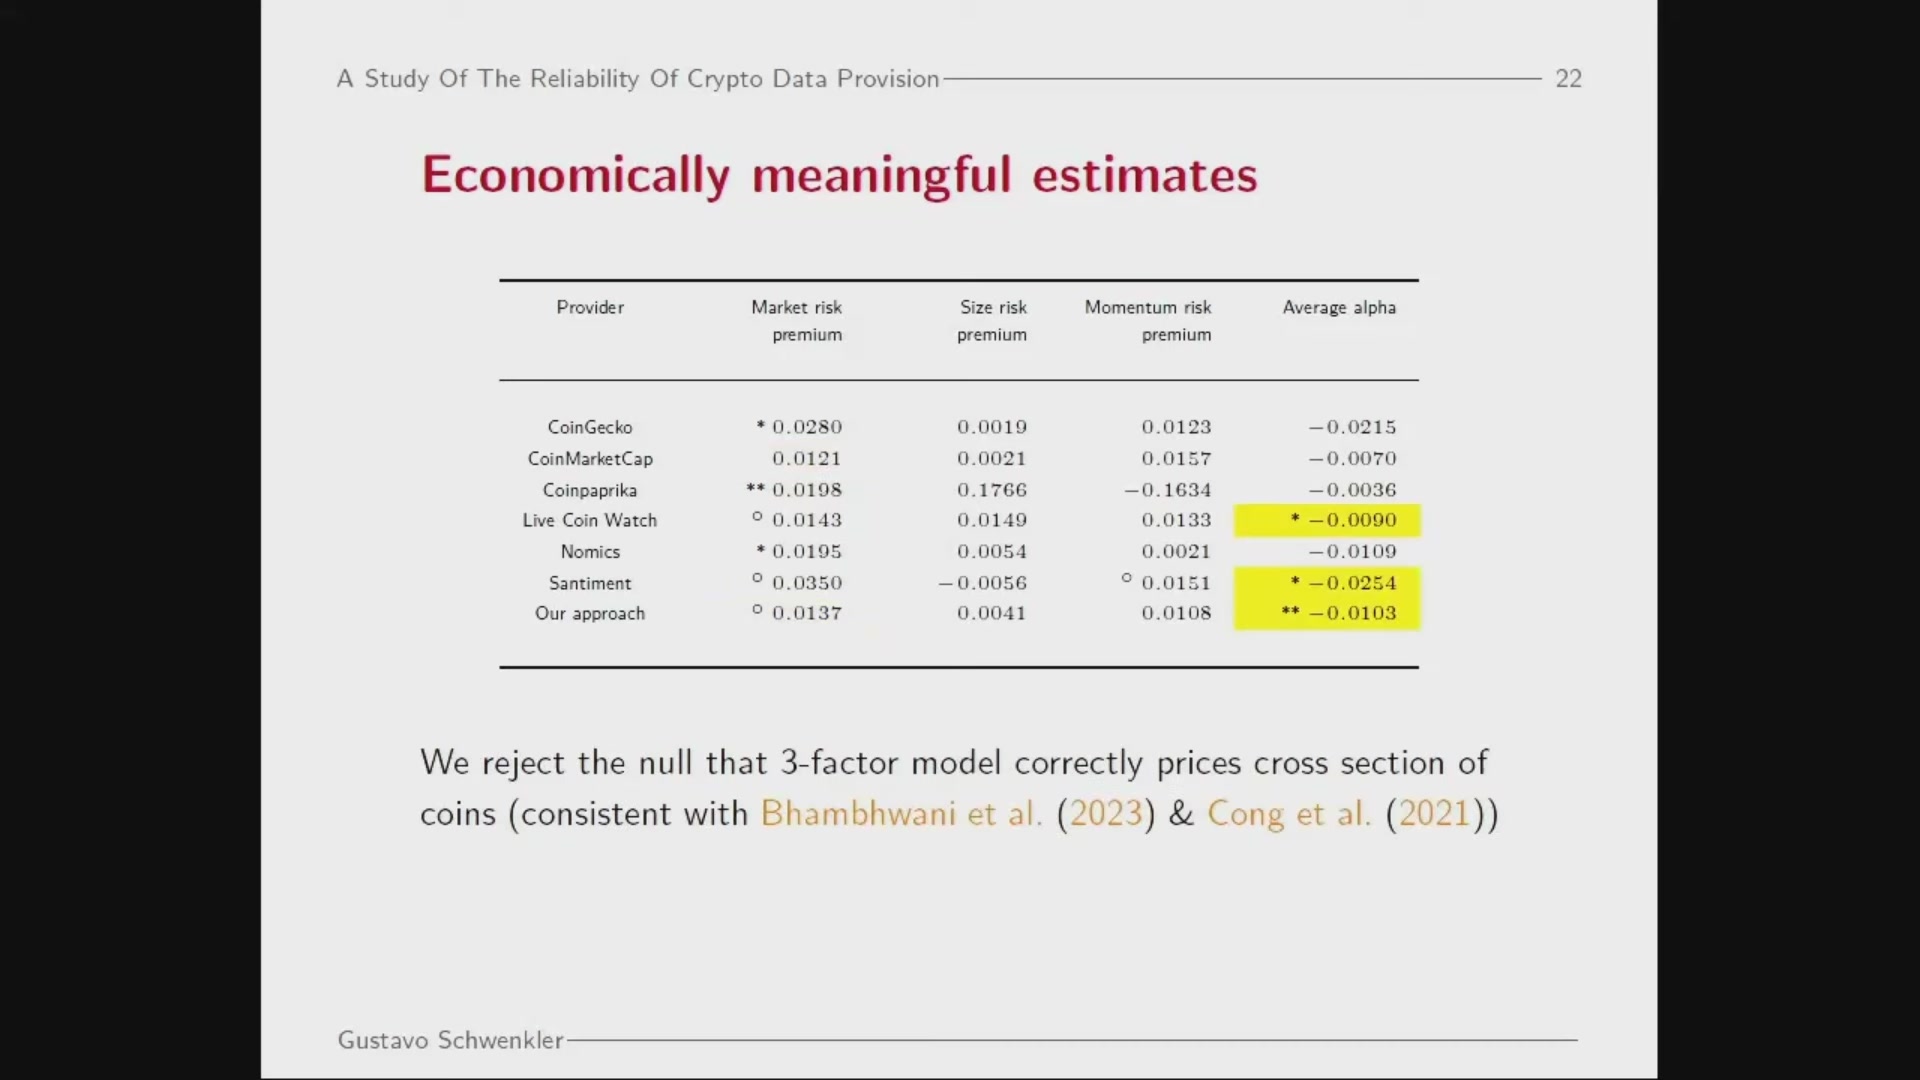 A Study Of The Reliability Of Crypto Data Provision 22
Economically meaningful estimates
Provider Market risk premium Size risk premium Momentum risk premium Average alpha
CoinGecko * 0.0280 0.0019 0.0123 −0.0215
CoinMarketCap 0.0121 0.0021 0.0157 −0.0070
Coinpaprika ** 0.0198 0.1766 −0.1634 −0.0036
Live Coin Watch ○ 0.0143 0.0149 0.0133 * −0.0090
Nomics * 0.0195 0.0054 0.0021 −0.0109
Santiment ○ 0.0350 −0.0056 ○ 0.0151 * −0.0254
Our approach ○ 0.0137 0.0041 0.0108 ** −0.0103
We reject the null that 3-factor model correctly prices cross section of
coins (consistent with Bhambhwani et al. (2023) & Cong et al. (2021))
Gustavo Schwenkler